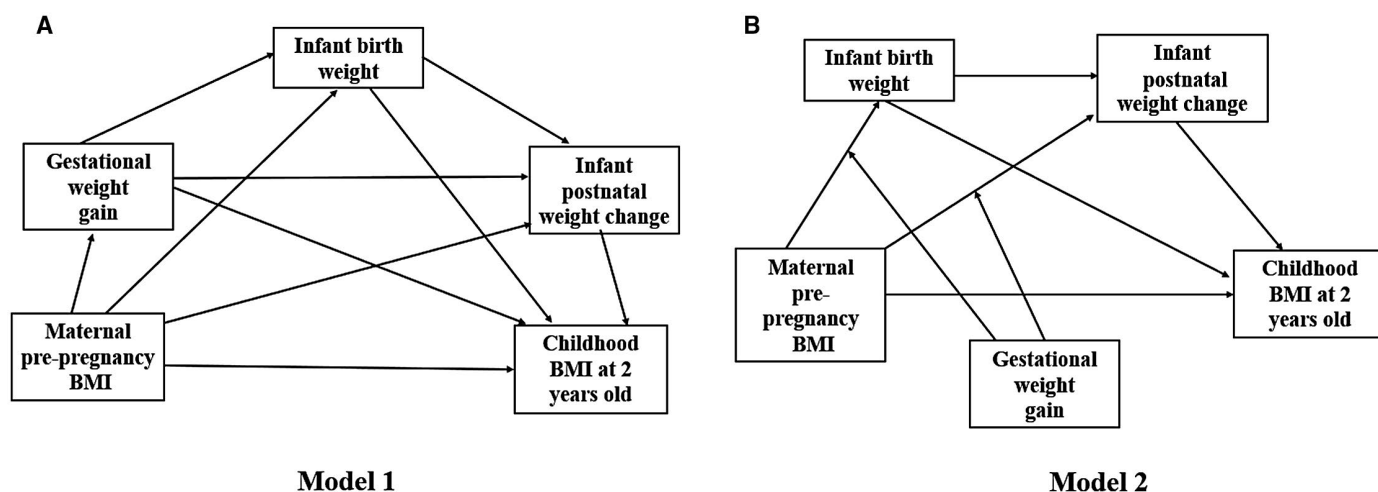 A
Infant birth
weight
Gestational
weight
gain
Infant
postnatal
weight change
Maternal
pre-pregnancy
BMI
Childhood
BMI at 2
years old
Model 1
B
Infant birth
weight
Infant
postnatal
weight change
Maternal
pre-
pregnancy
BMI
Childhood
BMI at 2
years old
Gestational
weight
gain
Model 2